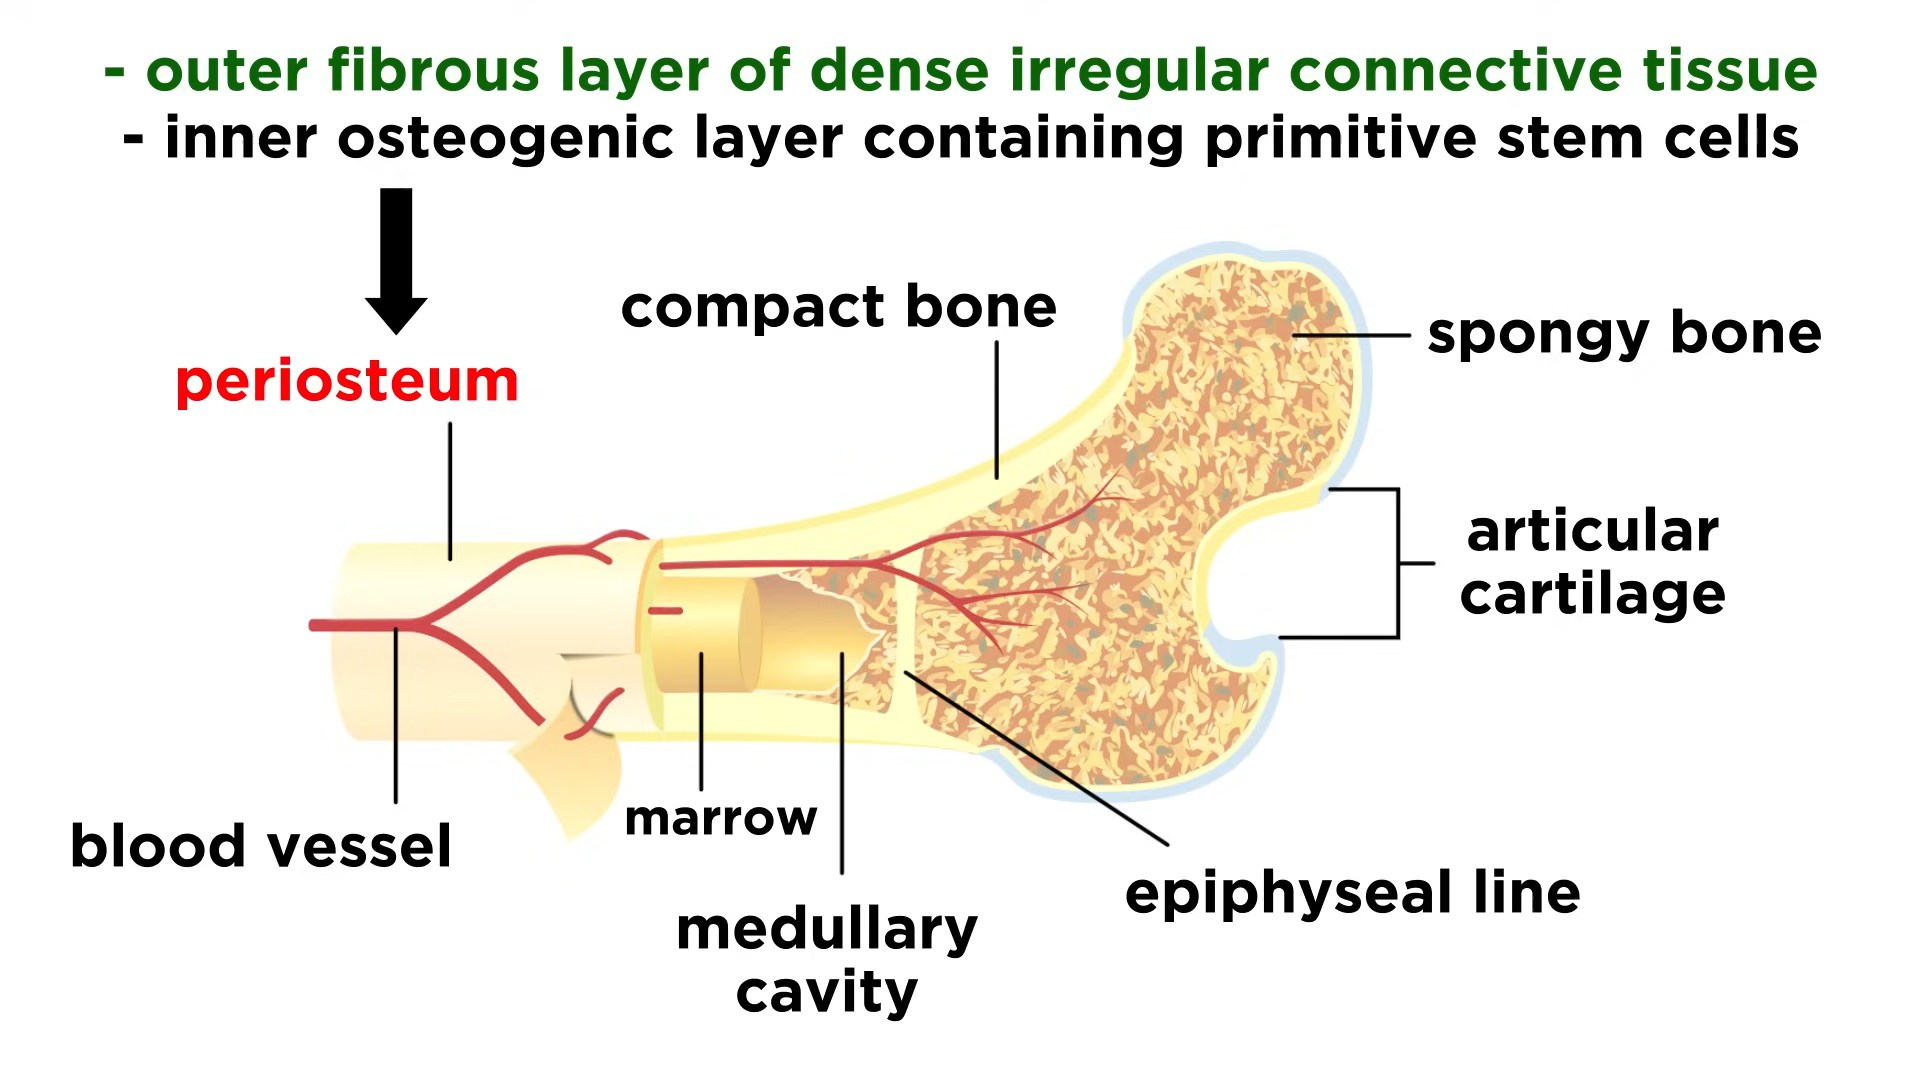 - outer fibrous layer of dense irregular connective tissue
- inner osteogenic layer containing primitive stem cells
compact bone
spongy bone
periosteum
articular
cartilage
blood vessel
marrow
epiphyseal line
medullary
cavity